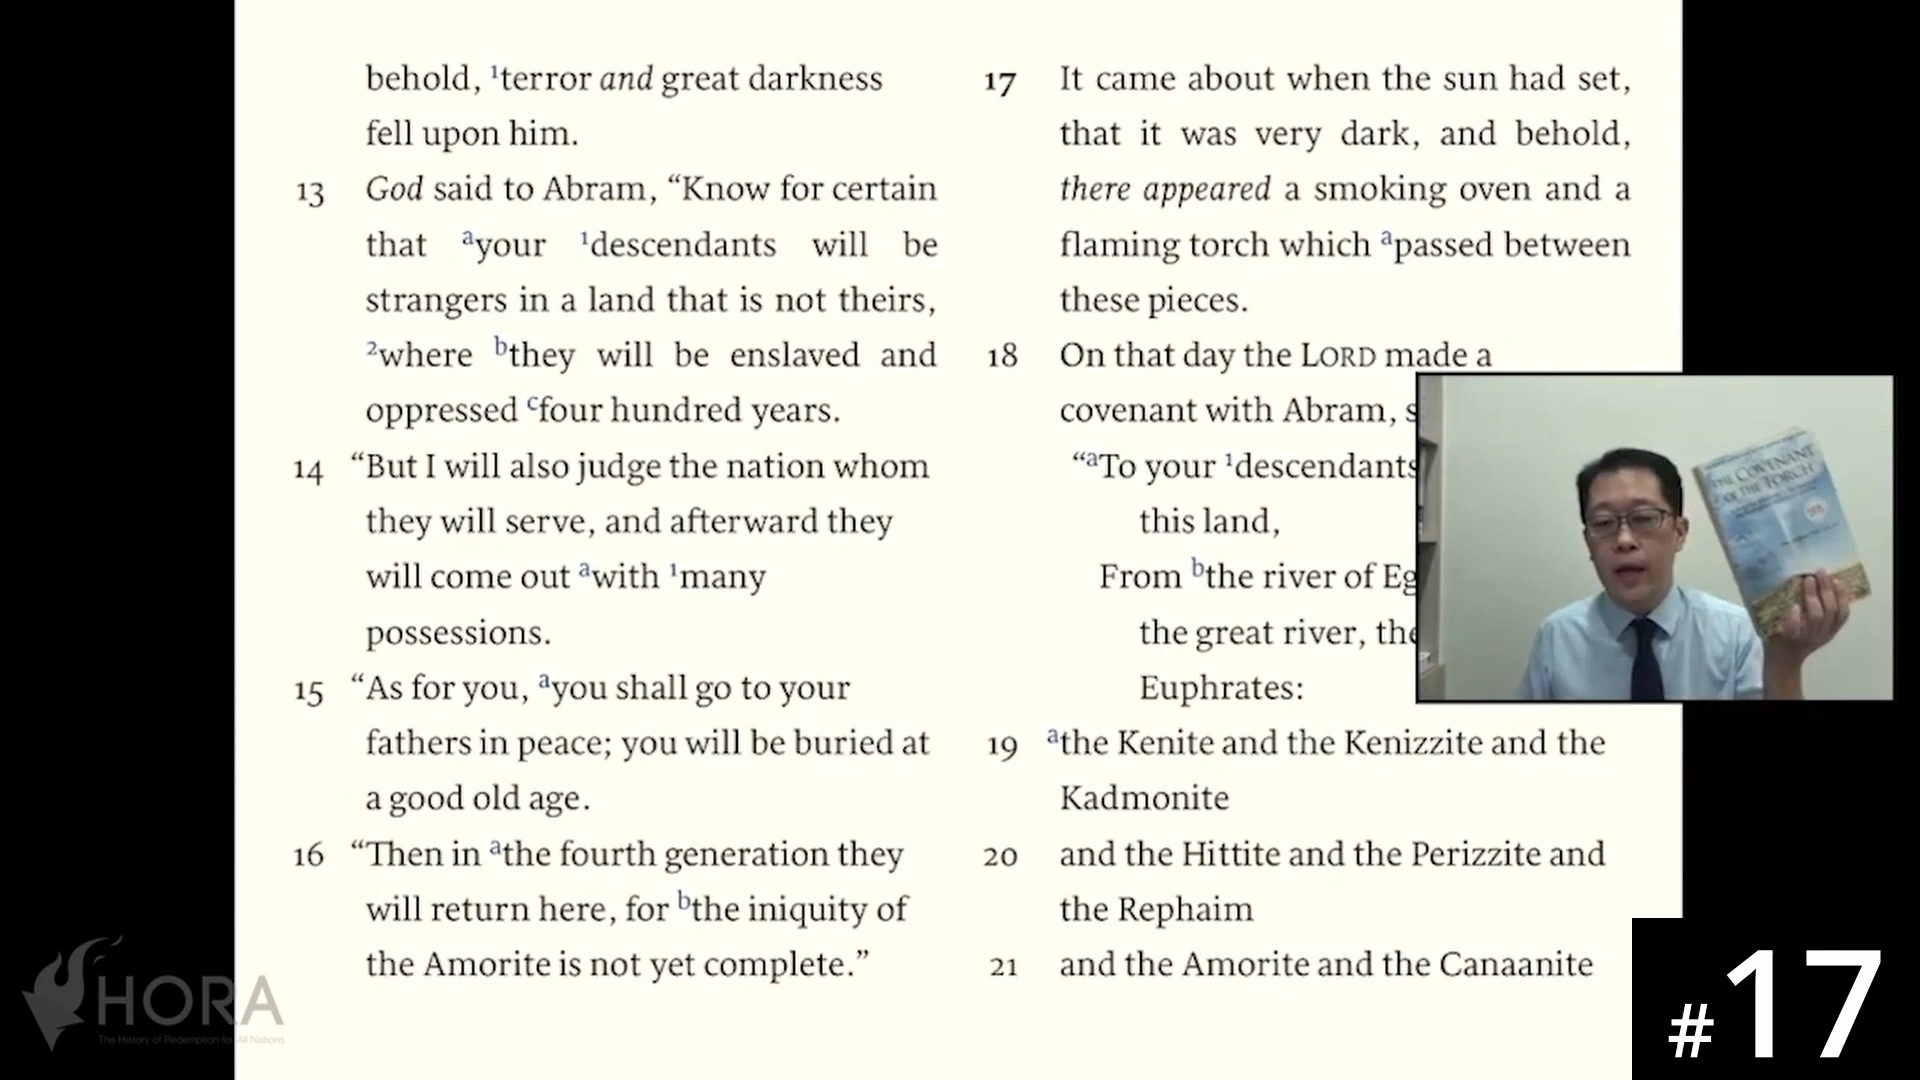 behold, ¹terror and great darkness
fell upon him.
13 God said to Abram, “Know for certain
that ᵃyour ¹descendants will be
strangers in a land that is not theirs,
²where ᵇthey will be enslaved and
oppressed ᶜfour hundred years.
14 “But I will also judge the nation whom
they will serve, and afterward they
will come out ᵃwith ¹many
possessions.
15 “As for you, ᵃyou shall go to your
fathers in peace; you will be buried at
a good old age.
16 “Then in ᵃthe fourth generation they
will return here, for ᵇthe iniquity of
the Amorite is not yet complete.”
17 It came about when the sun had set,
that it was very dark, and behold,
there appeared a smoking oven and a
flaming torch which ᵃpassed between
these pieces.
18 On that day the LORD made a
covenant with Abram, s
“ᵃTo your ¹descendants
this land,
From ᵇthe river of Eg
the great river, the
Euphrates:
19 ᵃthe Kenite and the Kenizzite and the
Kadmonite
20 and the Hittite and the Perizzite and
the Rephaim
21 and the Amorite and the Canaanite
THE COVENANT
OF THE TORCH
HORA
The History of Redemption for All Nations
#17